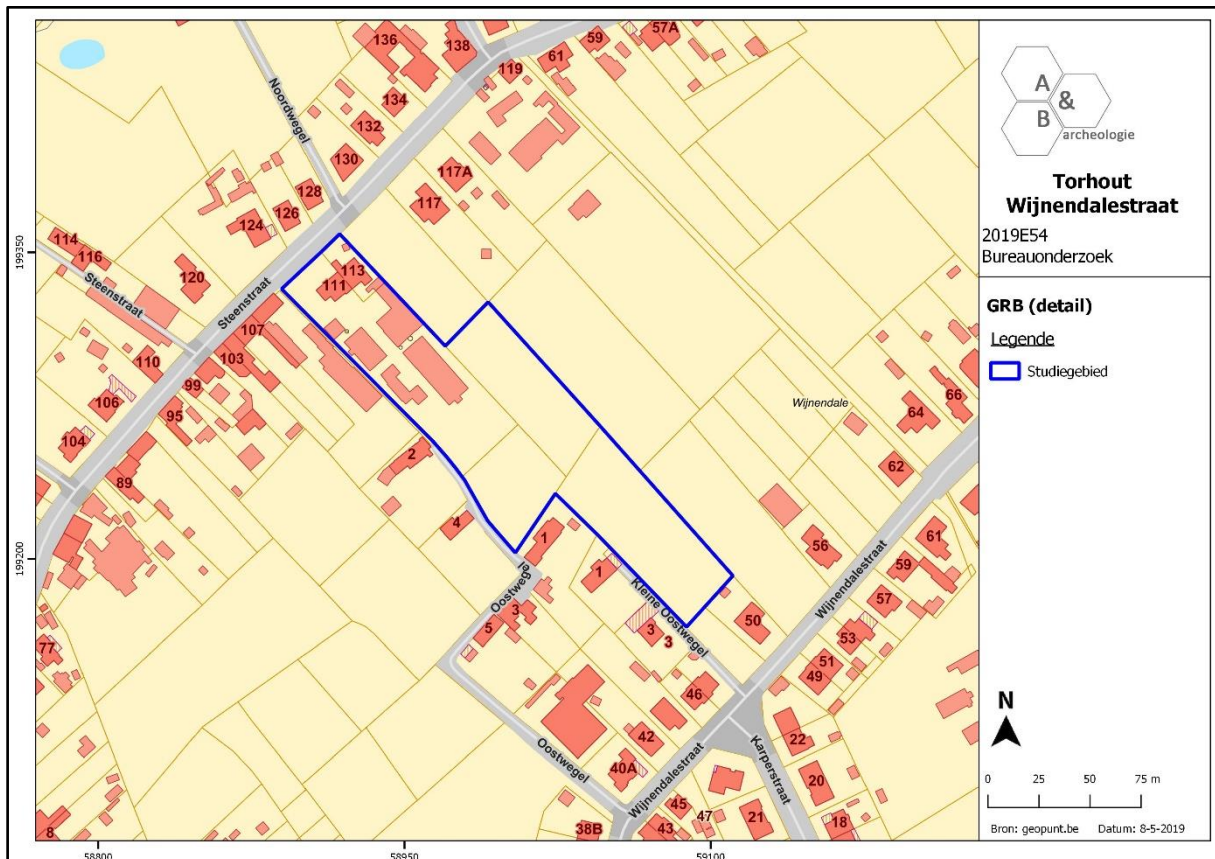 136
138
59
57A
61
119
134
132
130
Noordwegel
117A
117
128
126
124
114
116
120
Steenstraat
Steenstraat
113
111
107
103
110
99
106
95
104
89
2
4
1
1
Oostwegel
3
5
Kleine Oostwegel
3
3
50
Wijnendale
66
64
62
56
61
59
57
53
51
49
Wijnendalestraat
77
46
42
40A
Oostwegel
Wijnendalestraat
Karperstraat
22
20
18
21
45
47
43
38B
8
199350
199200
58800
58950
59100
A
&
B
archeologie
Torhout
Wijnendalestraat
2019E54
Bureauonderzoek
GRB (detail)
Legende
Studiegebied
N
0 25 50 75 m
Bron: geopunt.be Datum: 8-5-2019